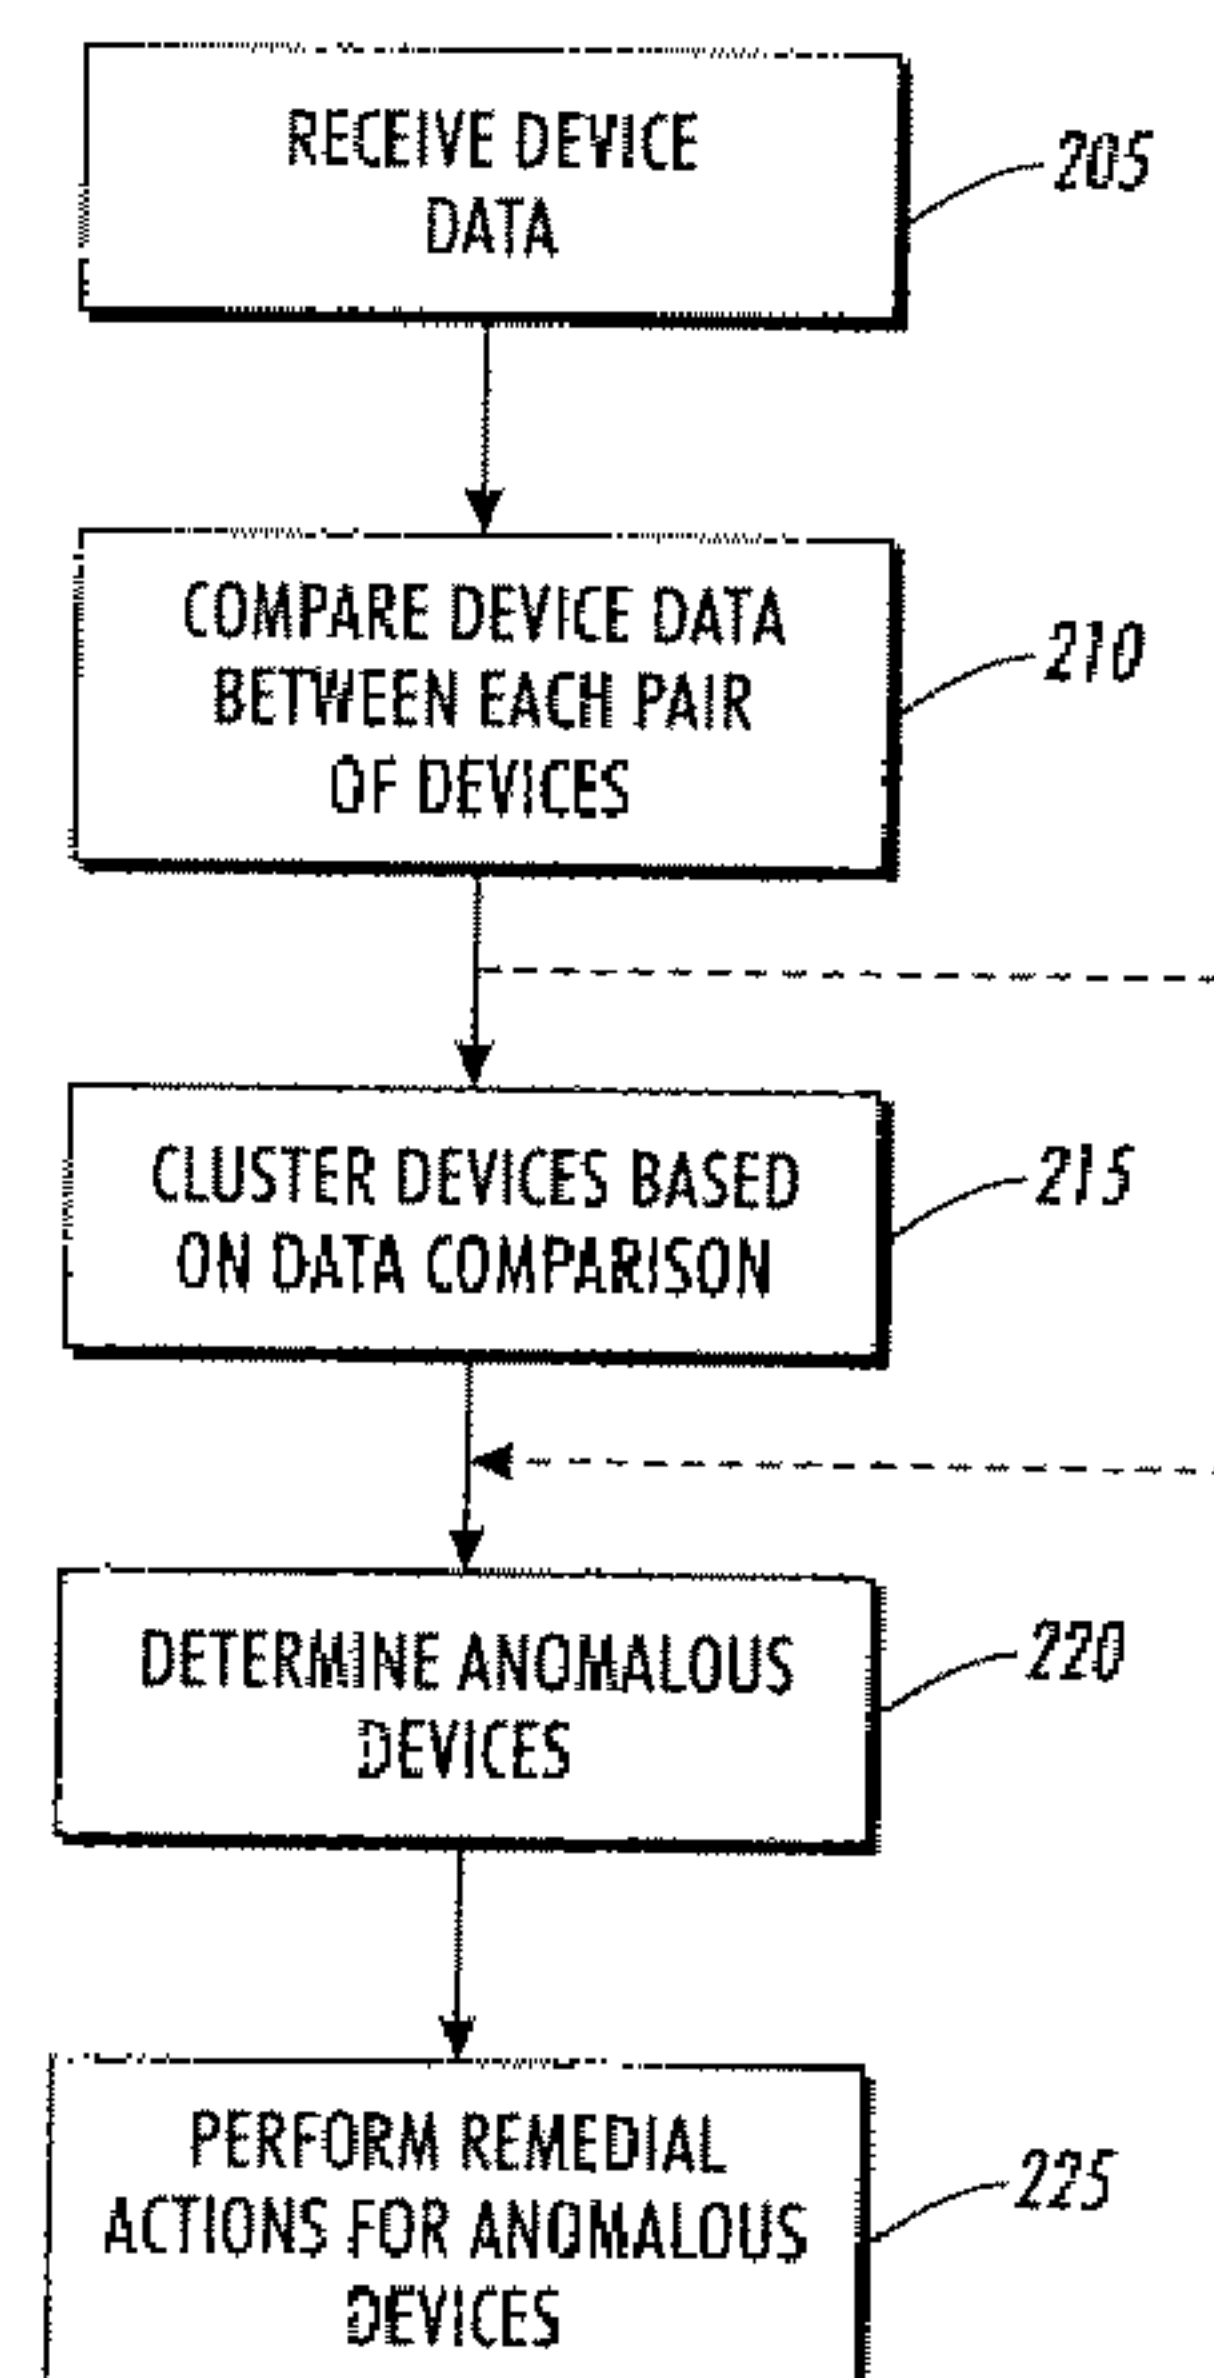 RECEIVE DEVICE
DATA
205
COMPARE DEVICE DATA
BETWEEN EACH PAIR
OF DEVICES
210
CLUSTER DEVICES BASED
ON DATA COMPARISON
215
DETERMINE ANOMALOUS
DEVICES
220
PERFORM REMEDIAL
ACTIONS FOR ANOMALOUS
DEVICES
225